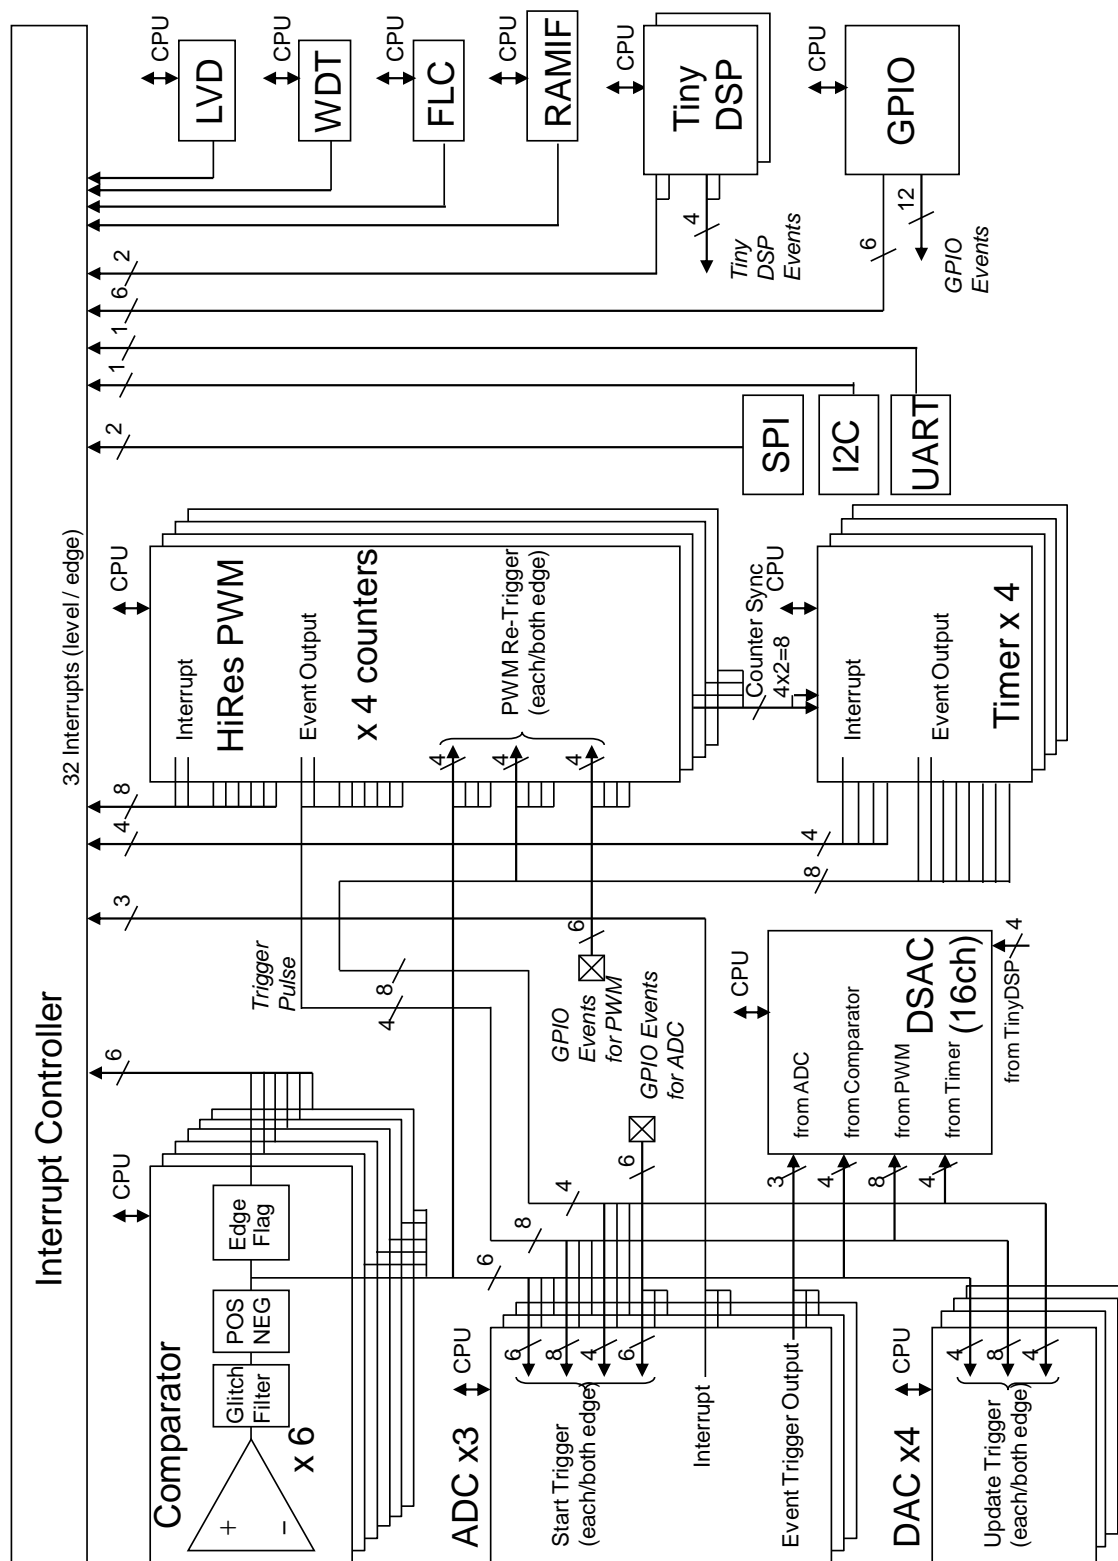 Interrupt Controller
32 Interrupts (level / edge)
6
3
4
8
2
1
1
6
2
Comparator
CPU
+
−
Glitch
Filter
POS
NEG
Edge
Flag
x 6
6
Trigger
Pulse
4
8
HiRes PWM
x 4 counters
CPU
Interrupt
Event Output
PWM Re-Trigger
(each/both edge)
4
4
4
6
GPIO
Events
for PWM
GPIO Events
for ADC
6
LVD
CPU
WDT
CPU
FLC
CPU
RAMIF
CPU
Tiny
DSP
CPU
4
Tiny
DSP
Events
GPIO
CPU
6
12
GPIO
Events
SPI
I2C
UART
Counter Sync
4x2=8
CPU
Timer x 4
Interrupt
Event Output
4
8
ADC x3
CPU
Start Trigger
(each/both edge)
6
8
4
6
8
4
Interrupt
Event Trigger Output
DSAC
(16ch)
CPU
from ADC
from Comparator
from PWM
from Timer
3
4
8
4
from TinyDSP
4
DAC x4
CPU
Update Trigger
(each/both edge)
4
8
4